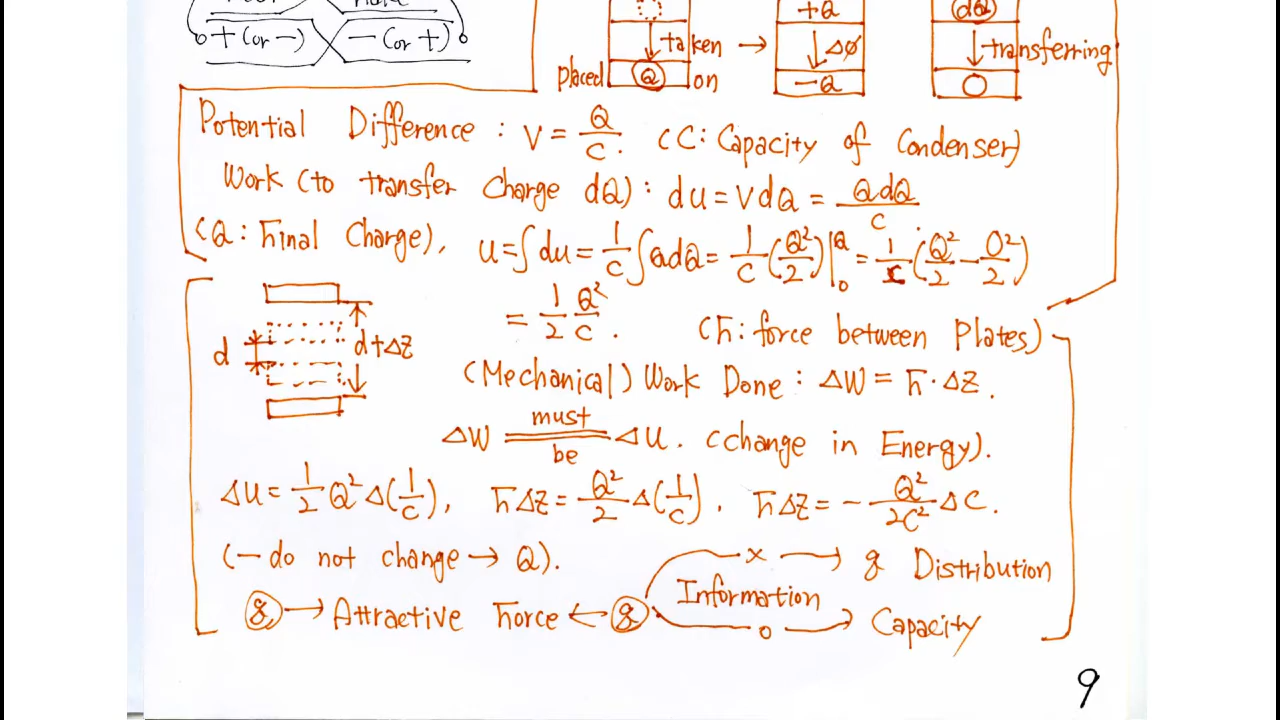 + (or -) - (or +)
taken → +Q Δφ dQ transferring
placed Q on -Q 0
Potential Difference : V = Q/C. (C: Capacity of Condenser)
Work (to transfer Charge dQ) : dU = VdQ = QdQ/C
(Q: Final Charge), U = ∫dU = 1/C ∫QdQ = 1/C (Q²/2)|₀^Q = 1/C (Q²/2 - 0²/2)
= 1/2 Q²/C. (F: force between Plates)
d d+ΔZ
(Mechanical) Work Done : ΔW = F · ΔZ.
ΔW = must be ΔU. (change in Energy).
ΔU = 1/2 Q² Δ(1/C), FΔZ = Q²/2 Δ(1/C), FΔZ = - Q²/2C² ΔC.
(- do not change → Q). x → q Distribution
Information
q → Attractive Force ← q o → Capacity
9